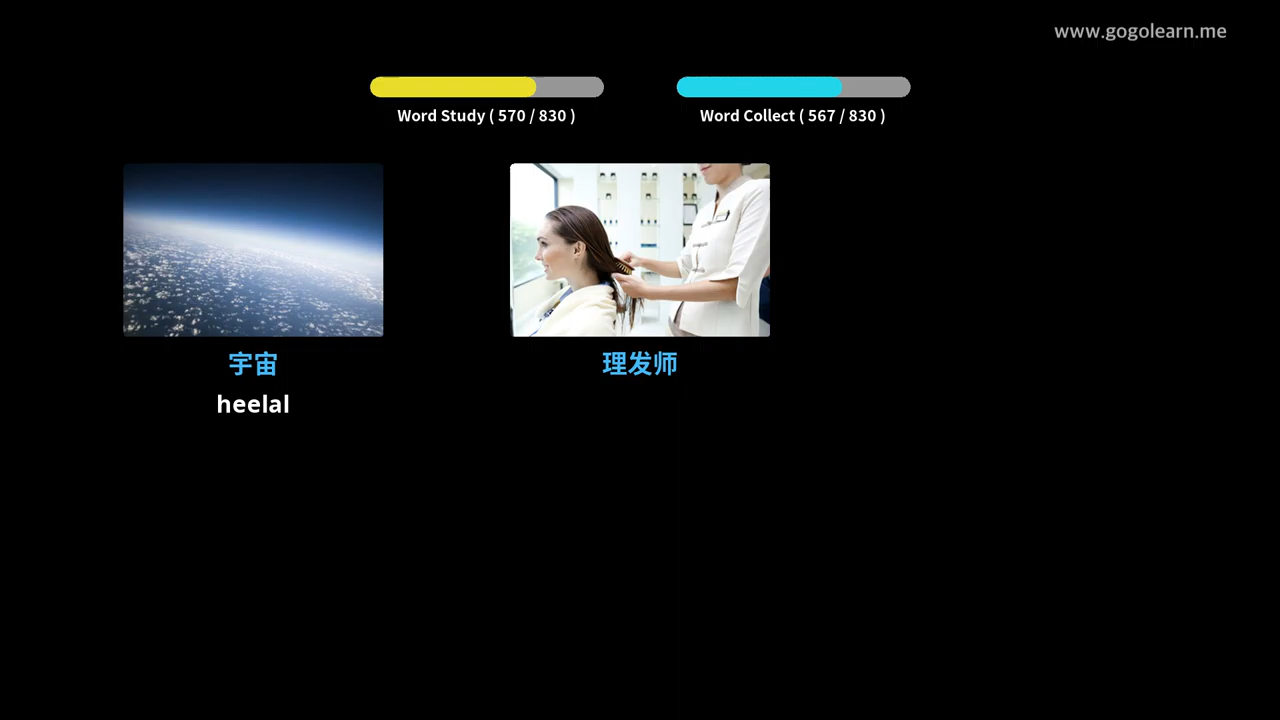 www.gogolearn.me
Word Study ( 570 / 830 )
Word Collect ( 567 / 830 )
宇宙
heelal
理发师